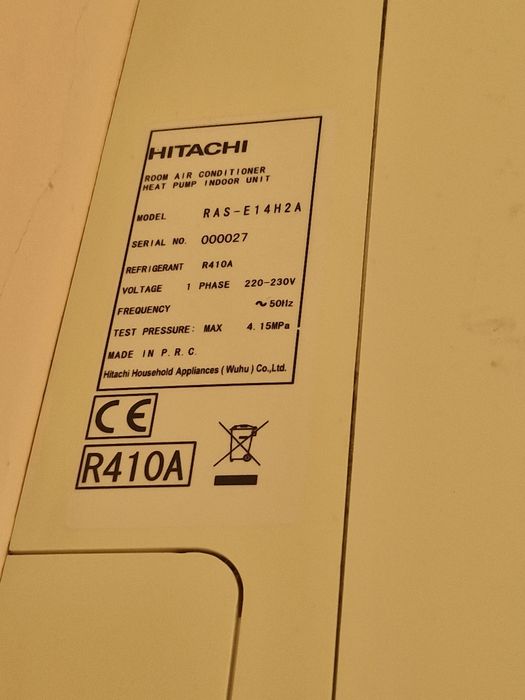 HITACHI
ROOM AIR CONDITIONER
HEAT PUMP INDOOR UNIT
MODEL RAS-E14H2A
SERIAL NO. 000027
REFRIGERANT R410A
VOLTAGE 1 PHASE 220-230V
FREQUENCY ~50Hz
TEST PRESSURE: MAX 4.15MPa
MADE IN P.R.C.
Hitachi Household Appliances (Wuhu) Co.,Ltd.
CE
R410A